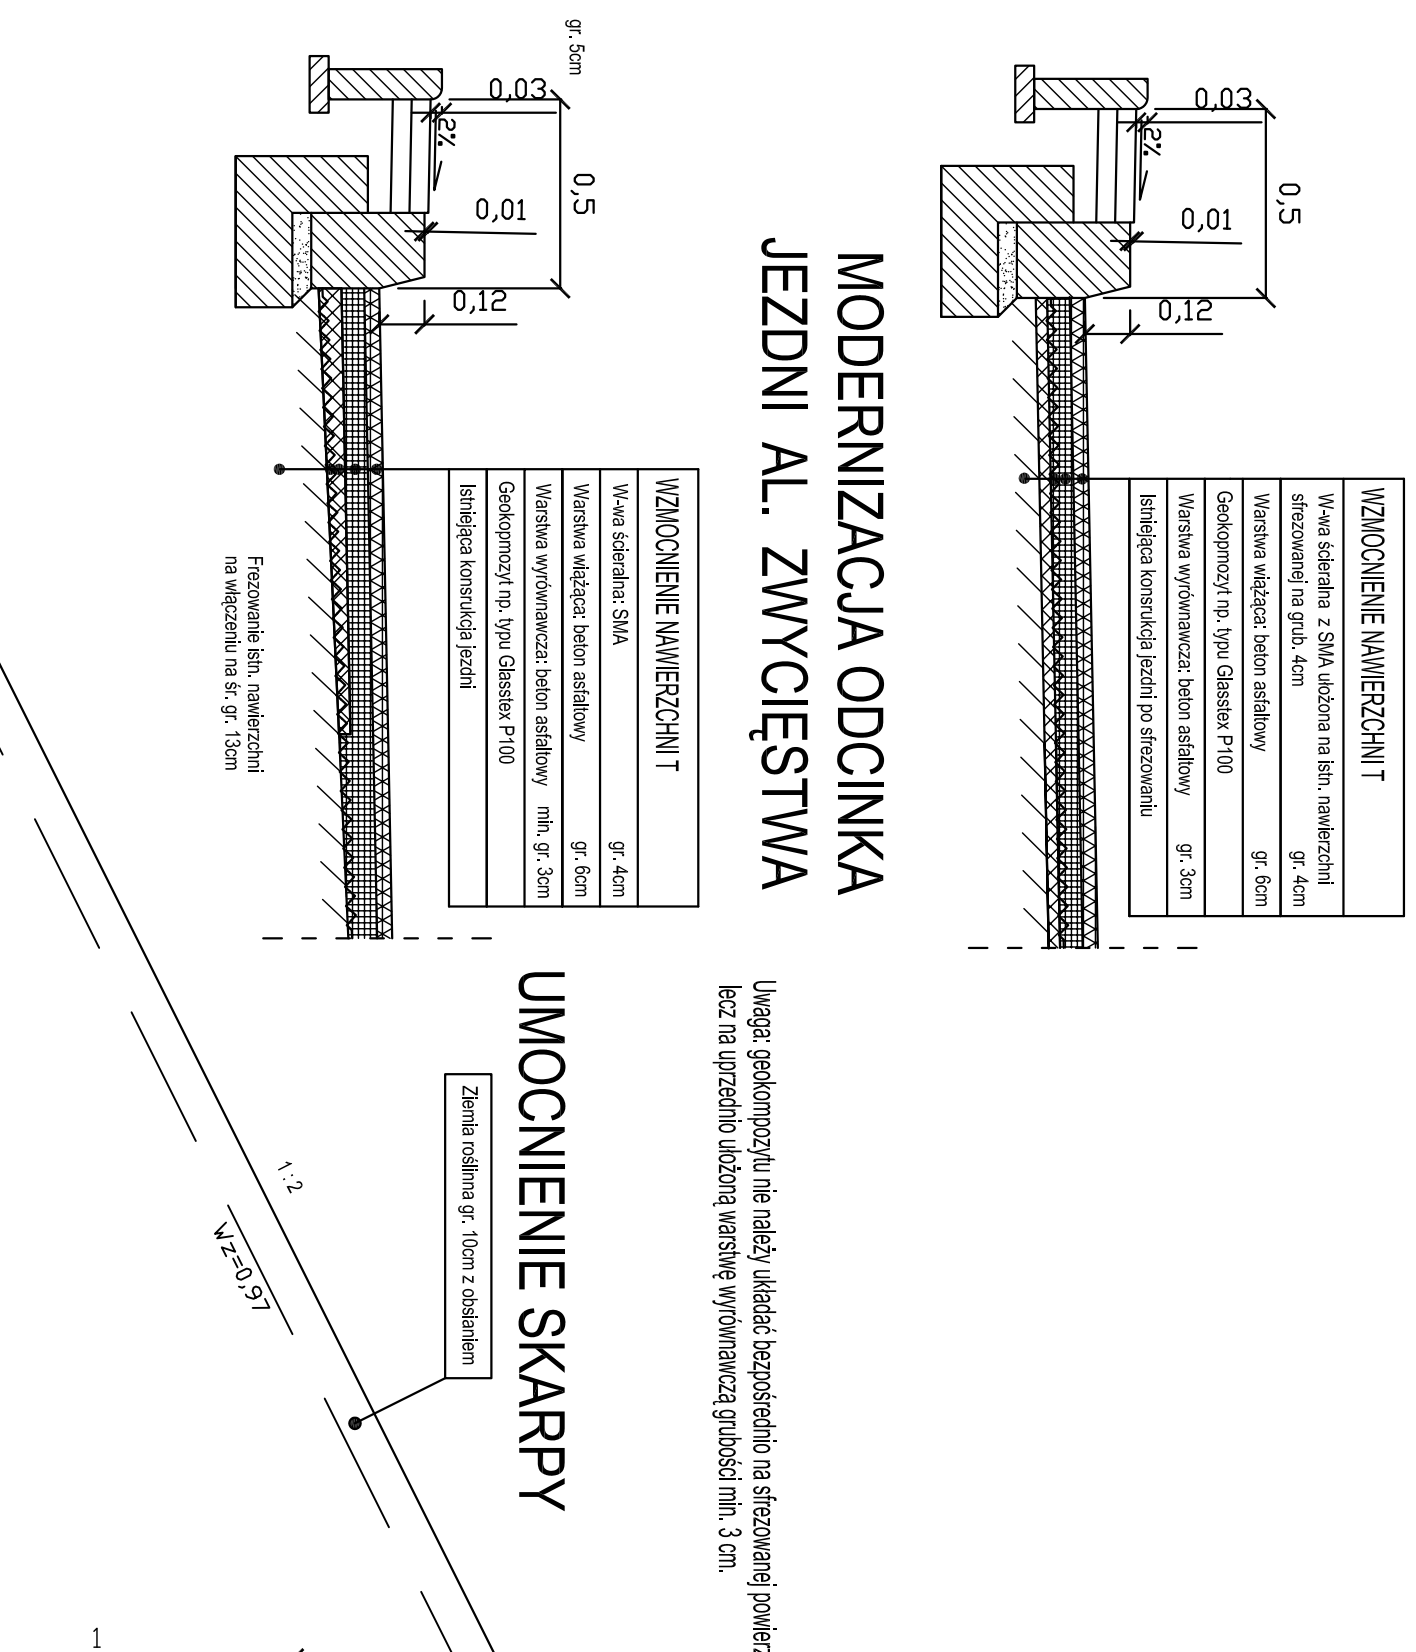 0,03
2%
0,5
0,01
0,12
WZMOCNIENIE NAWIERZCHNI T
W-wa ścieralna z SMA ułożona na istn. nawierzchni
sfrezowanej na grub. 4cm gr. 4cm
Warstwa wiążąca: beton asfaltowy gr. 6cm
Geokopmozyt np. typu Glasstex P100
Warstwa wyrównawcza: beton asfaltowy gr. 3cm
Istniejąca konsrukcja jezdni po sfrezowaniu
MODERNIZACJA ODCINKA
JEZDNI AL. ZWYCIĘSTWA
Uwaga: geokompozytu nie należy układać bezpośrednio na sfrezowanej powierz
lecz na uprzednio ułożoną warstwę wyrównawczą grubości min. 3 cm.
gr. 5cm
0,03
2%
0,5
0,01
0,12
WZMOCNIENIE NAWIERZCHNI T
W-wa ścieralna: SMA gr. 4cm
Warstwa wiążąca: beton asfaltowy gr. 6cm
Warstwa wyrównawcza: beton asfaltowy min. gr. 3cm
Geokopmozyt np. typu Glasstex P100
Istniejąca konsrukcja jezdni
Frezowanie istn. nawierzchni
na włączeniu na śr. gr. 13cm
UMOCNIENIE SKARPY
Ziemia roślinna gr. 10cm z obsianiem
1:2
Wz=0,97
1